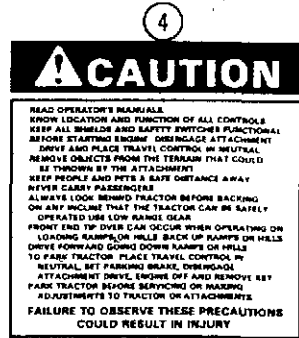 4
CAUTION
READ OPERATOR'S MANUALS
KNOW LOCATION AND FUNCTION OF ALL CONTROLS
KEEP ALL SHIELDS AND SAFETY SWITCHES FUNCTIONAL
BEFORE STARTING ENGINE DISENGAGE ATTACHMENT
DRIVE AND PLACE TRAVEL CONTROL IN NEUTRAL
REMOVE OBJECTS FROM THE TERRAIN THAT COULD
BE THROWN BY THE ATTACHMENT
KEEP PEOPLE AND PETS A SAFE DISTANCE AWAY
NEVER CARRY PASSENGERS
ALWAYS LOOK BEHIND TRACTOR BEFORE BACKING
ON ANY INCLINE THAT THE TRACTOR CAN BE SAFELY
OPERATED USE LOW RANGE GEAR
FRONT END TIP OVER CAN OCCUR WHEN OPERATING ON
LOADING RAMPS OR HILLS BACK UP RAMPS OR HILLS
DRIVE FORWARD GOING DOWN RAMPS OR HILLS
TO PARK TRACTOR PLACE TRAVEL CONTROL IN
NEUTRAL, SET PARKING BRAKE, DISENGAGE
ATTACHMENT DRIVE, ENGINE OFF AND REMOVE KEY
PARK TRACTOR BEFORE SERVICING OR MAKING
ADJUSTMENTS TO TRACTOR OR ATTACHMENTS
FAILURE TO OBSERVE THESE PRECAUTIONS
COULD RESULT IN INJURY